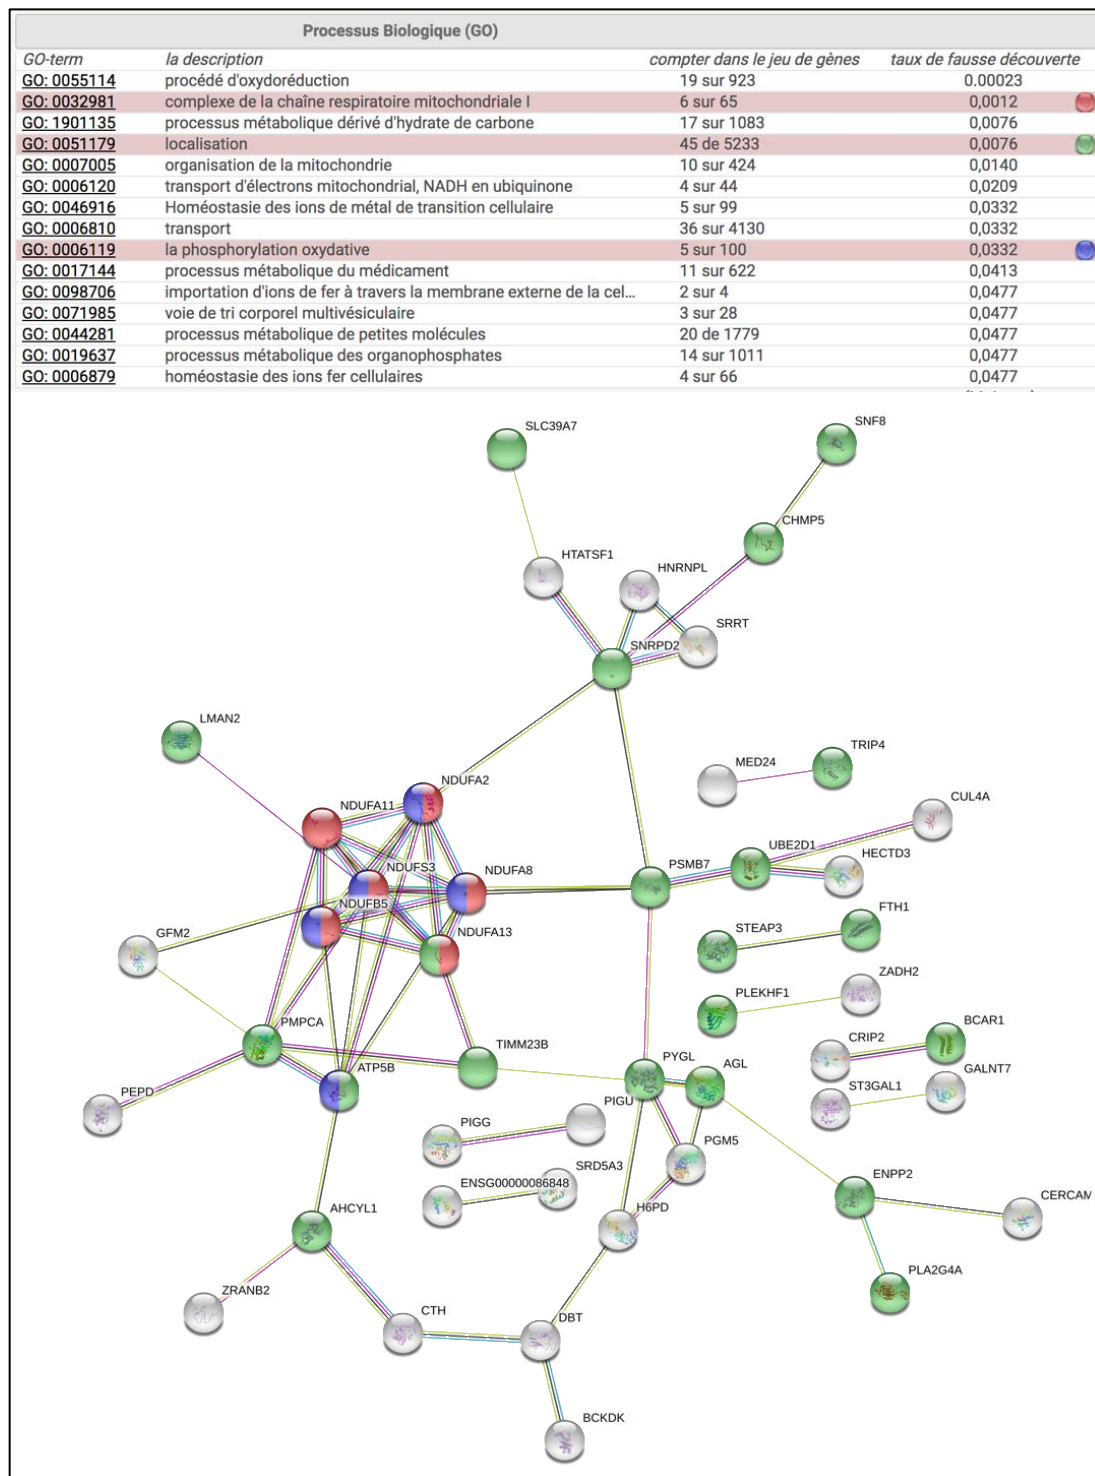 Processus Biologique (GO)
GO-term la description compter dans le jeu de gènes taux de fausse découverte
GO: 0055114 procédé d'oxydoréduction 19 sur 923 0.00023
GO: 0032981 complexe de la chaîne respiratoire mitochondriale I 6 sur 65 0,0012
GO: 1901135 processus métabolique dérivé d'hydrate de carbone 17 sur 1083 0,0076
GO: 0051179 localisation 45 de 5233 0,0076
GO: 0007005 organisation de la mitochondrie 10 sur 424 0,0140
GO: 0006120 transport d'électrons mitochondrial, NADH en ubiquinone 4 sur 44 0,0209
GO: 0046916 Homéostasie des ions de métal de transition cellulaire 5 sur 99 0,0332
GO: 0006810 transport 36 sur 4130 0,0332
GO: 0006119 la phosphorylation oxydative 5 sur 100 0,0332
GO: 0017144 processus métabolique du médicament 11 sur 622 0,0413
GO: 0098706 importation d'ions de fer à travers la membrane externe de la cel... 2 sur 4 0,0477
GO: 0071985 voie de tri corporel multivésiculaire 3 sur 28 0,0477
GO: 0044281 processus métabolique de petites molécules 20 de 1779 0,0477
GO: 0019637 processus métabolique des organophosphates 14 sur 1011 0,0477
GO: 0006879 homéostasie des ions fer cellulaires 4 sur 66 0,0477
SLC39A7
SNF8
CHMP5
HTATSF1
HNRNPL
SRRT
SNRPD2
LMAN2
TRIP4
MED24
NDUFA2
NDUFA11
CUL4A
UBE2D1
PSMB7
HECTD3
NDUFS3
NDUFA8
NDUFB5
FTH1
STEAP3
GFM2
NDUFA13
ZADH2
PLEKHF1
PMPCA
BCAR1
CRIP2
TIMM23B
PYGL
AGL
GALNT7
ATP5B
ST3GAL1
PEPD
PIGU
PIGG
PGM5
SRD5A3
ENSG00000086848
ENPP2
CERCAM
H6PD
AHCYL1
PLA2G4A
ZRANB2
CTH
DBT
BCKDK